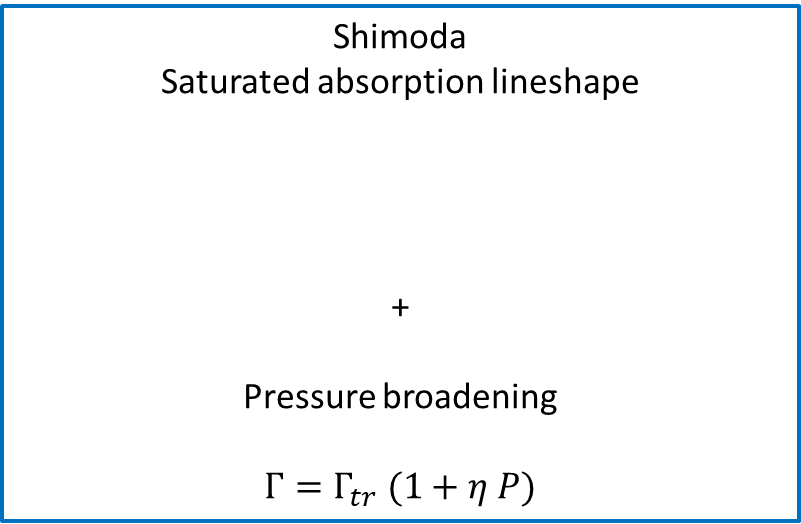 Shimoda
Saturated absorption lineshape
+
Pressure broadening
Γ = Γ_tr (1 + η P)